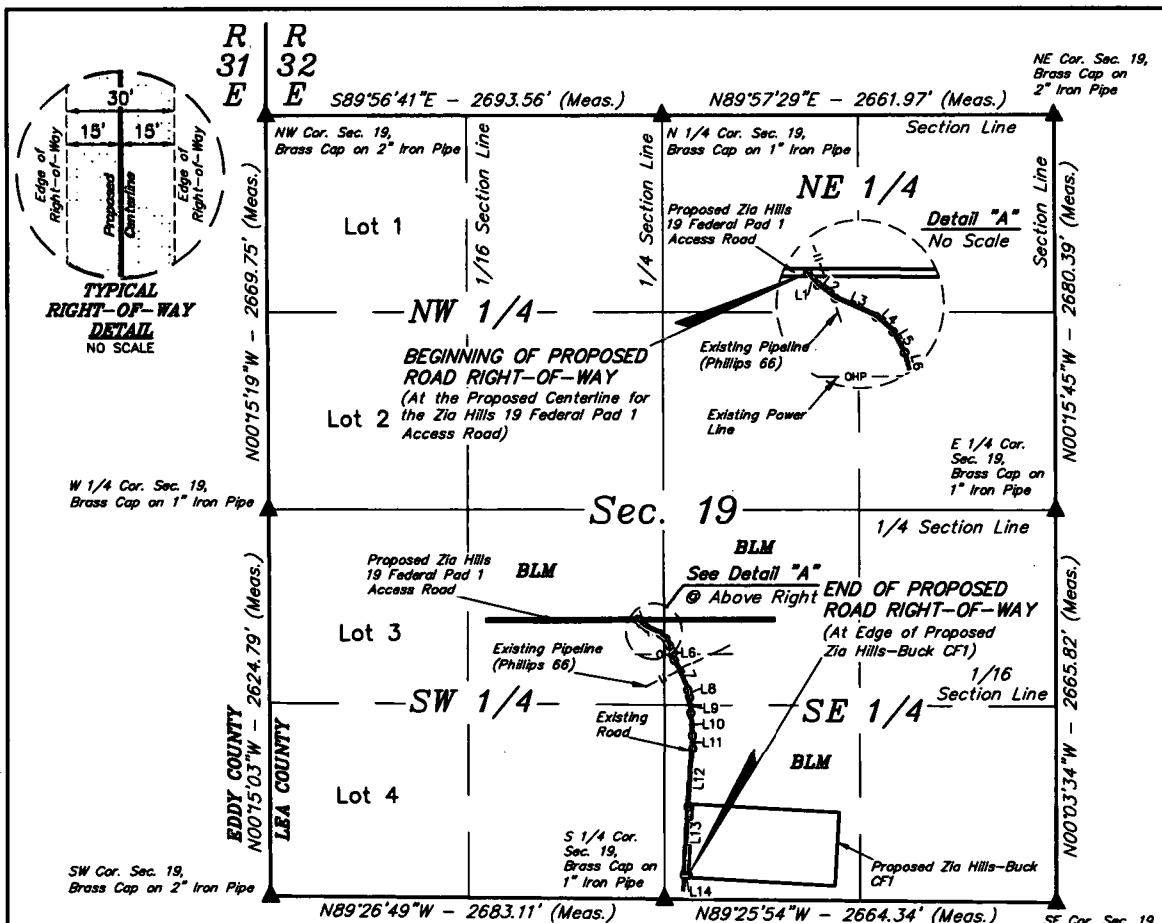 R R
31 32
E E
NE Cor. Sec. 19,
Brass Cap on
2" Iron Pipe
S89°56'41"E - 2693.56' (Meas.)
N89°57'29"E - 2661.97' (Meas.)
Section Line
30'
15' 15'
Edge of
Right-of-Way
Proposed
Centerline
Edge of
Right-of-Way
TYPICAL
RIGHT-OF-WAY
DETAIL
NO SCALE
NW Cor. Sec. 19,
Brass Cap on 2" Iron Pipe
1/16 Section Line
1/4 Section Line
N 1/4 Cor. Sec. 19,
Brass Cap on 1" Iron Pipe
Section Line
NE 1/4
Lot 1
Proposed Zia Hills
19 Federal Pad 1
Access Road
Detail "A"
No Scale
L1
L2
L3
L4
L5
L6
N00°15'19"W - 2669.75' (Meas.)
N00°15'45"W - 2680.39' (Meas.)
NW 1/4
Existing Pipeline
(Phillips 66)
OHP
Existing Power
Line
BEGINNING OF PROPOSED
ROAD RIGHT-OF-WAY
(At the Proposed Centerline for
the Zia Hills 19 Federal Pad 1
Access Road)
Lot 2
E 1/4 Cor.
Sec. 19,
Brass Cap on
1" Iron Pipe
W 1/4 Cor. Sec. 19,
Brass Cap on 1" Iron Pipe
Sec. 19
1/4 Section Line
Proposed Zia Hills
19 Federal Pad 1
Access Road
BLM
BLM
See Detail "A"
@ Above Right
END OF PROPOSED
ROAD RIGHT-OF-WAY
(At Edge of Proposed
Zia Hills-Buck CF1)
Lot 3
Existing Pipeline
(Phillips 66)
L6
L7
L8
L9
L10
L11
L12
L13
L14
1/16
Section Line
SW 1/4
SE 1/4
Existing
Road
BLM
N00°15'03"W - 2624.79' (Meas.)
N00°03'34"W - 2665.82' (Meas.)
EDDY COUNTY
LEA COUNTY
Lot 4
S 1/4 Cor.
Sec. 19,
Brass Cap on
1" Iron Pipe
Proposed Zia Hills-Buck
CF1
SW Cor. Sec. 19,
Brass Cap on 2" Iron Pipe
N89°26'49"W - 2683.11' (Meas.)
N89°25'54"W - 2664.34' (Meas.)
SE Cor. Sec. 19